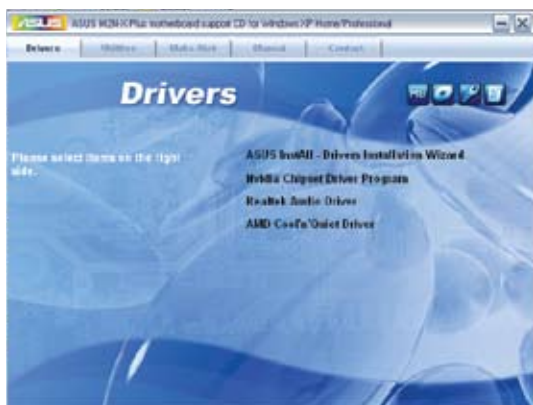 ASUS ASUS M2N-X Plus motherboard support CD for Windows XP Home/Professional
Drivers Utilities Make Disk Manual Contact
Drivers
Please select items on the right
side.
ASUS InstAll - Drivers Installation Wizard
Nvidia Chipset Driver Program
Realtek Audio Driver
AMD Cool'n'Quiet Driver